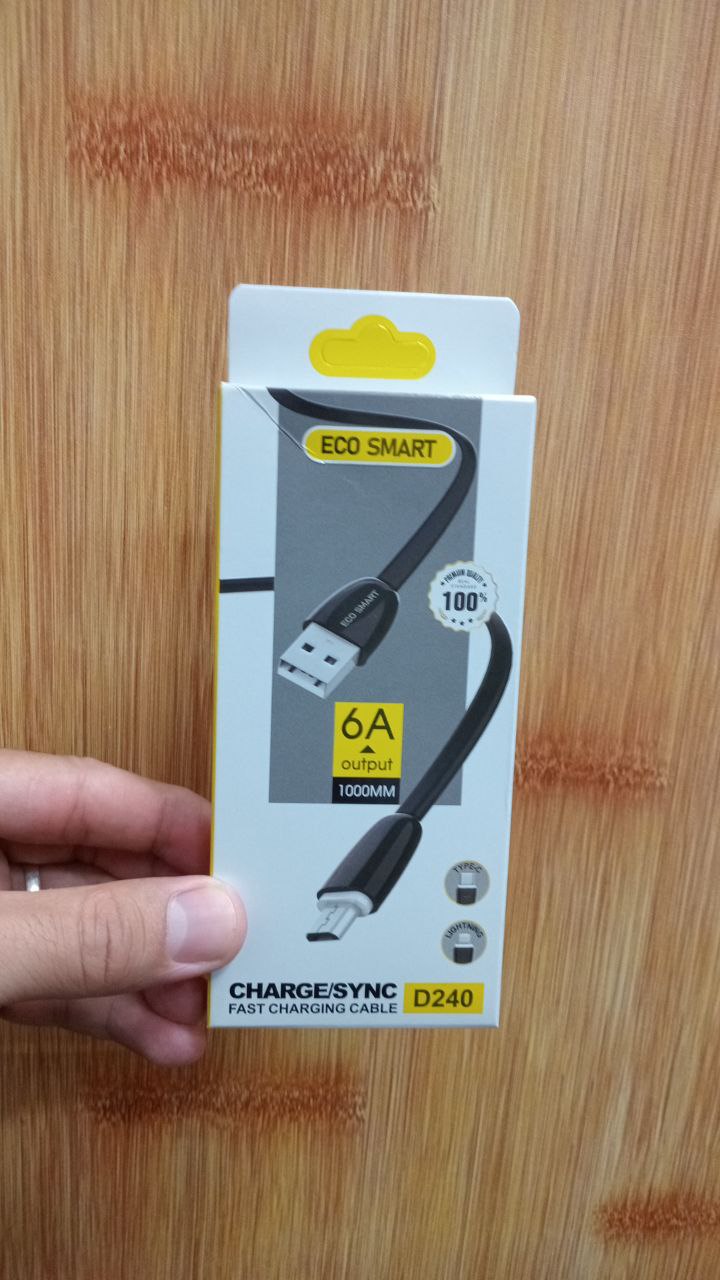 ECO SMART
ECO SMART
PREMIUM QUALITY
100%
6A
output
1000MM
TYPE-C
LIGHTNING
CHARGE/SYNC
FAST CHARGING CABLE
D240